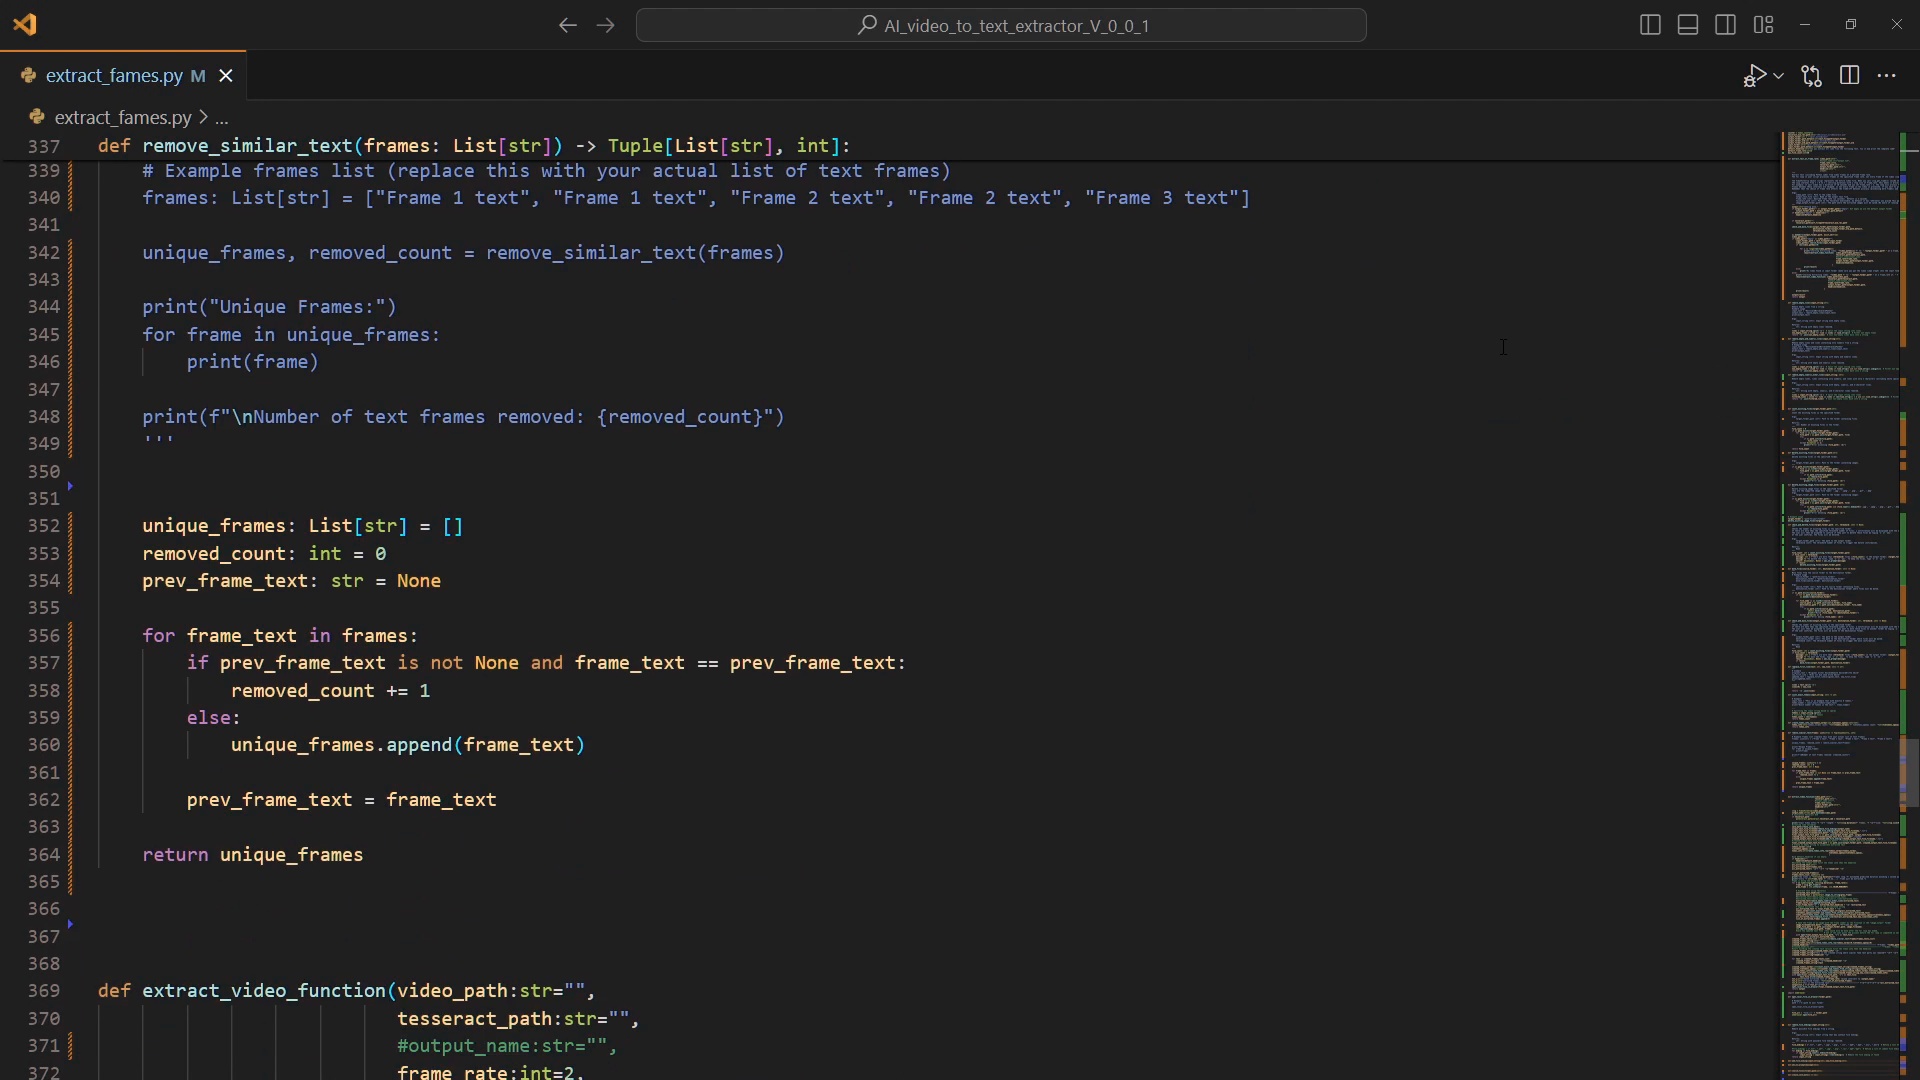 AI_video_to_text_extractor_V_0_0_1
extract_fames.py M
extract_fames.py > ...
337 def remove_similar_text(frames: List[str]) -> Tuple[List[str], int]:
339 # Example frames list (replace this with your actual list of text frames)
340 frames: List[str] = ["Frame 1 text", "Frame 1 text", "Frame 2 text", "Frame 2 text", "Frame 3 text"]
341
342 unique_frames, removed_count = remove_similar_text(frames)
343
344 print("Unique Frames:")
345 for frame in unique_frames:
346 print(frame)
347
348 print(f"\nNumber of text frames removed: {removed_count}")
349 '''
350
351
352 unique_frames: List[str] = []
353 removed_count: int = 0
354 prev_frame_text: str = None
355
356 for frame_text in frames:
357 if prev_frame_text is not None and frame_text == prev_frame_text:
358 removed_count += 1
359 else:
360 unique_frames.append(frame_text)
361
362 prev_frame_text = frame_text
363
364 return unique_frames
365
366
367
368
369 def extract_video_function(video_path:str="",
370 tesseract_path:str="",
371 #output_name:str="",
372 frame_rate:int=2,